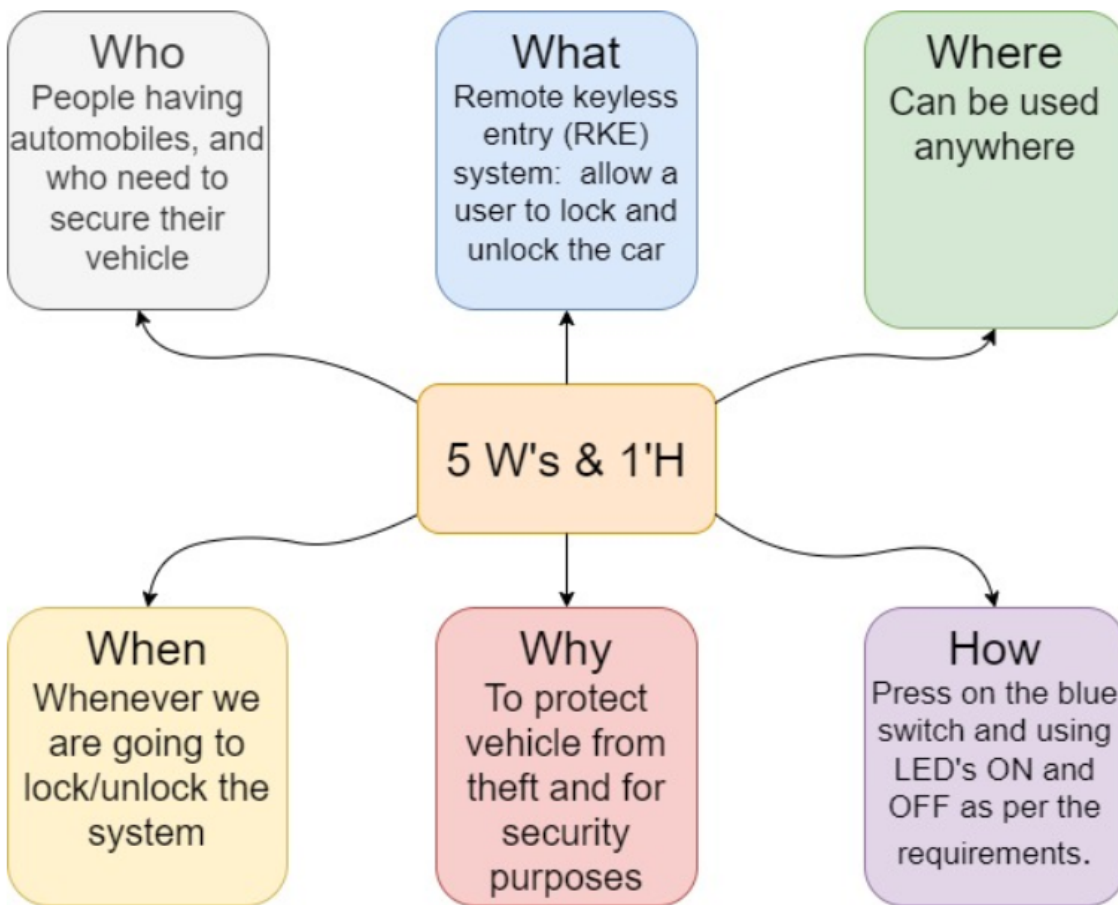 Who
People having
automobiles, and
who need to
secure their
vehicle
What
Remote keyless
entry (RKE)
system: allow a
user to lock and
unlock the car
Where
Can be used
anywhere
5 W's & 1'H
When
Whenever we
are going to
lock/unlock the
system
Why
To protect
vehicle from
theft and for
security
purposes
How
Press on the blue
switch and using
LED's ON and
OFF as per the
requirements.